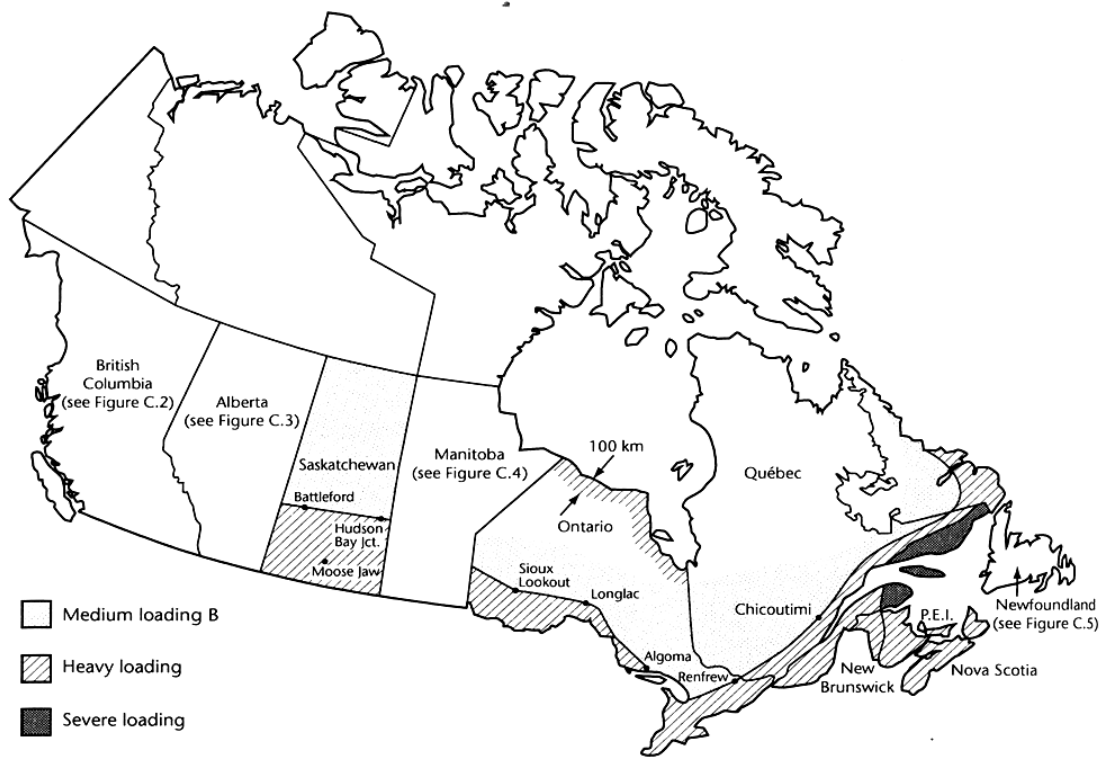 British
Columbia
(see Figure C.2)
Alberta
(see Figure C.3)
Saskatchewan
Battleford
Hudson
Bay Jct.
Moose Jaw
Manitoba
(see Figure C.4)
100 km
Ontario
Sioux
Lookout
Longlac
Algoma
Renfrew
Québec
Chicoutimi
P.E.I.
Newfoundland
(see Figure C.5)
New
Brunswick
Nova Scotia
Medium loading B
Heavy loading
Severe loading